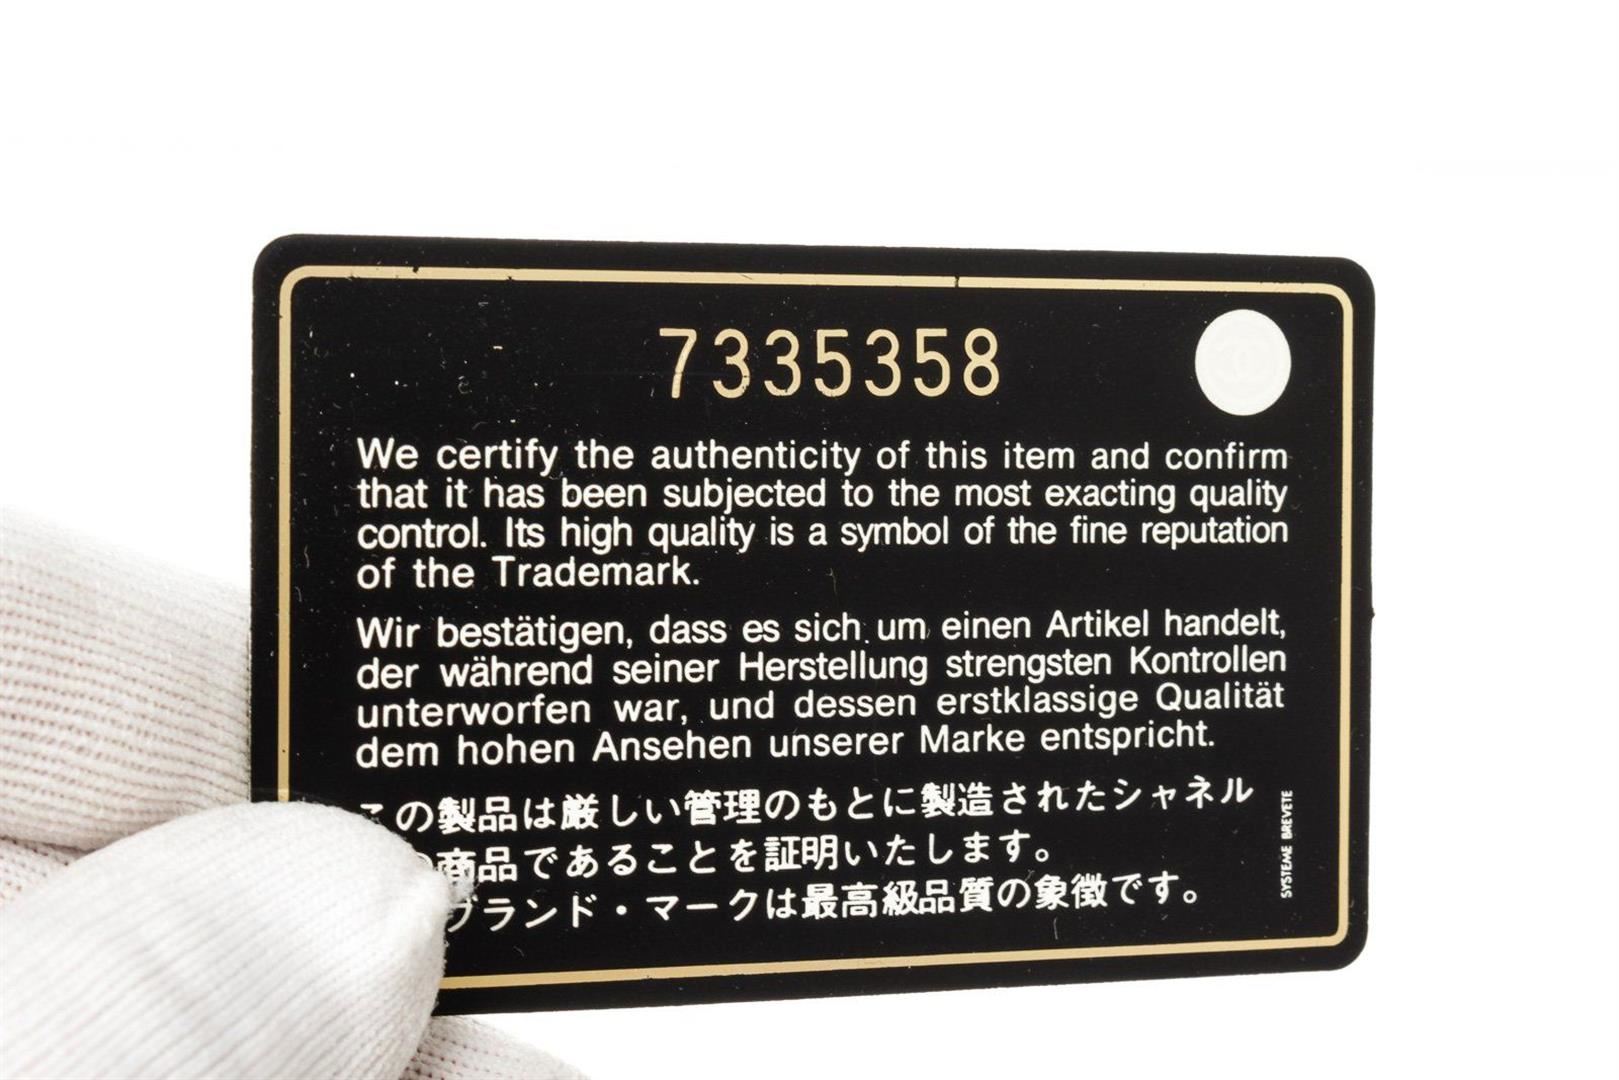 7335358
We certify the authenticity of this item and confirm
that it has been subjected to the most exacting quality
control. Its high quality is a symbol of the fine reputation
of the Trademark.
Wir bestätigen, dass es sich um einen Artikel handelt,
der während seiner Herstellung strengsten Kontrollen
unterworfen war, und dessen erstklassige Qualität
dem hohen Ansehen unserer Marke entspricht.
この製品は厳しい管理のもとに製造されたシャネル
商品であることを証明いたします。
ブランド・マークは最高級品質の象徴です。
SYSTEME BREVETE